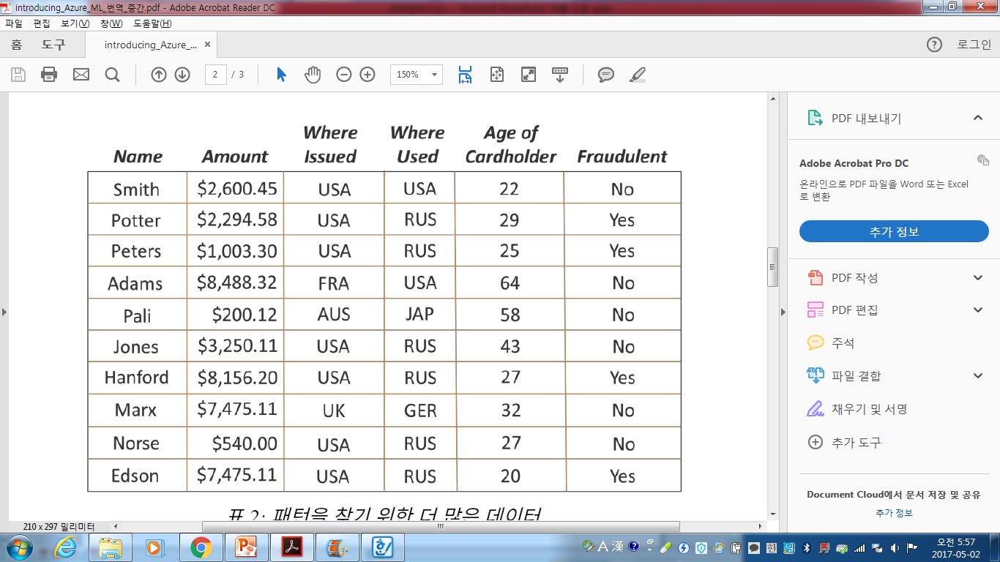 introducing_Azure_ML_번역_중간.pdf - Adobe Acrobat Reader DC
파일 편집 보기(V) 창(W) 도움말(H)
홈 도구 introducing_Azure_... × 로그인
2 / 3 150%
Where Where Age of
Name Amount Issued Used Cardholder Fraudulent
Smith $2,600.45 USA USA 22 No
Potter $2,294.58 USA RUS 29 Yes
Peters $1,003.30 USA RUS 25 Yes
Adams $8,488.32 FRA USA 64 No
Pali $200.12 AUS JAP 58 No
Jones $3,250.11 USA RUS 43 No
Hanford $8,156.20 USA RUS 27 Yes
Marx $7,475.11 UK GER 32 No
Norse $540.00 USA RUS 27 No
Edson $7,475.11 USA RUS 20 Yes
표 2: 패턴을 찾기 위한 더 많은 데이터
210 x 297 밀리미터
PDF 내보내기
Adobe Acrobat Pro DC
온라인으로 PDF 파일을 Word 또는 Excel
로 변환
추가 정보
PDF 작성
PDF 편집
주석
파일 결합
채우기 및 서명
추가 도구
Document Cloud에서 문서 저장 및 공유
추가 정보
A 漢
오전 5:57
2017-05-02